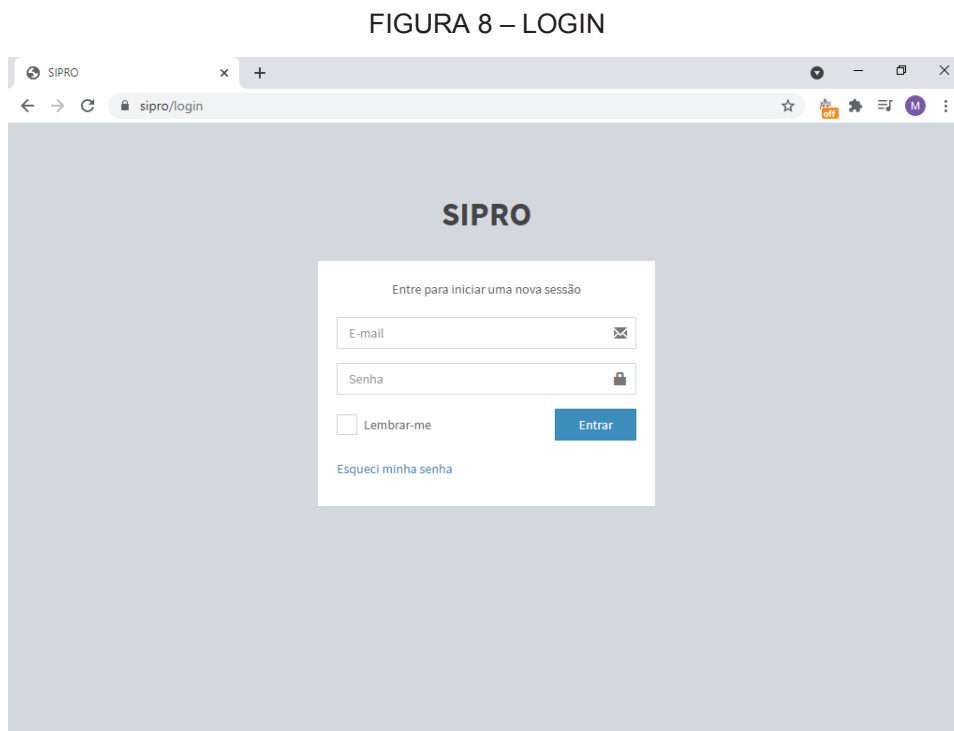 FIGURA 8 – LOGIN
SIPRO
sipro/login
off
M
SIPRO
Entre para iniciar uma nova sessão
E-mail
Senha
Lembrar-me
Entrar
Esqueci minha senha